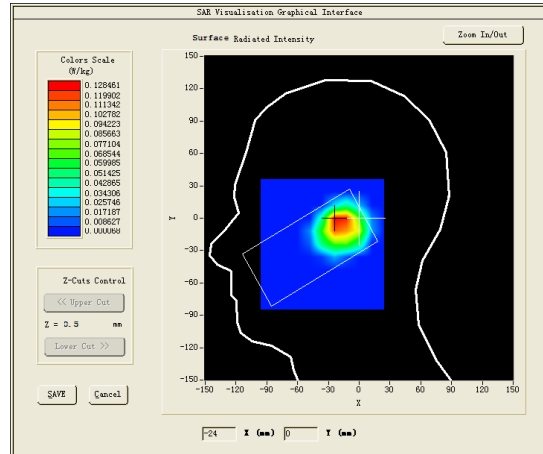 SAR Visualisation Graphical Interface
Surface Radiated Intensity
Zoom In/Out
Colors Scale
(W/kg)
0.128461
0.119902
0.111342
0.102782
0.094223
0.085663
0.077104
0.068544
0.059985
0.051425
0.042865
0.034306
0.025746
0.017187
0.008627
0.000068
150
120
90
60
30
0
-30
-60
-90
-120
-150
Y
-150 -120 -90 -60 -30 0 30 60 90 120 150
X
Z-Cuts Control
<< Upper Cut
Z = 0.5 mm
Lower Cut >>
SAVE Cancel
-24 X (mm) 0 Y (mm)